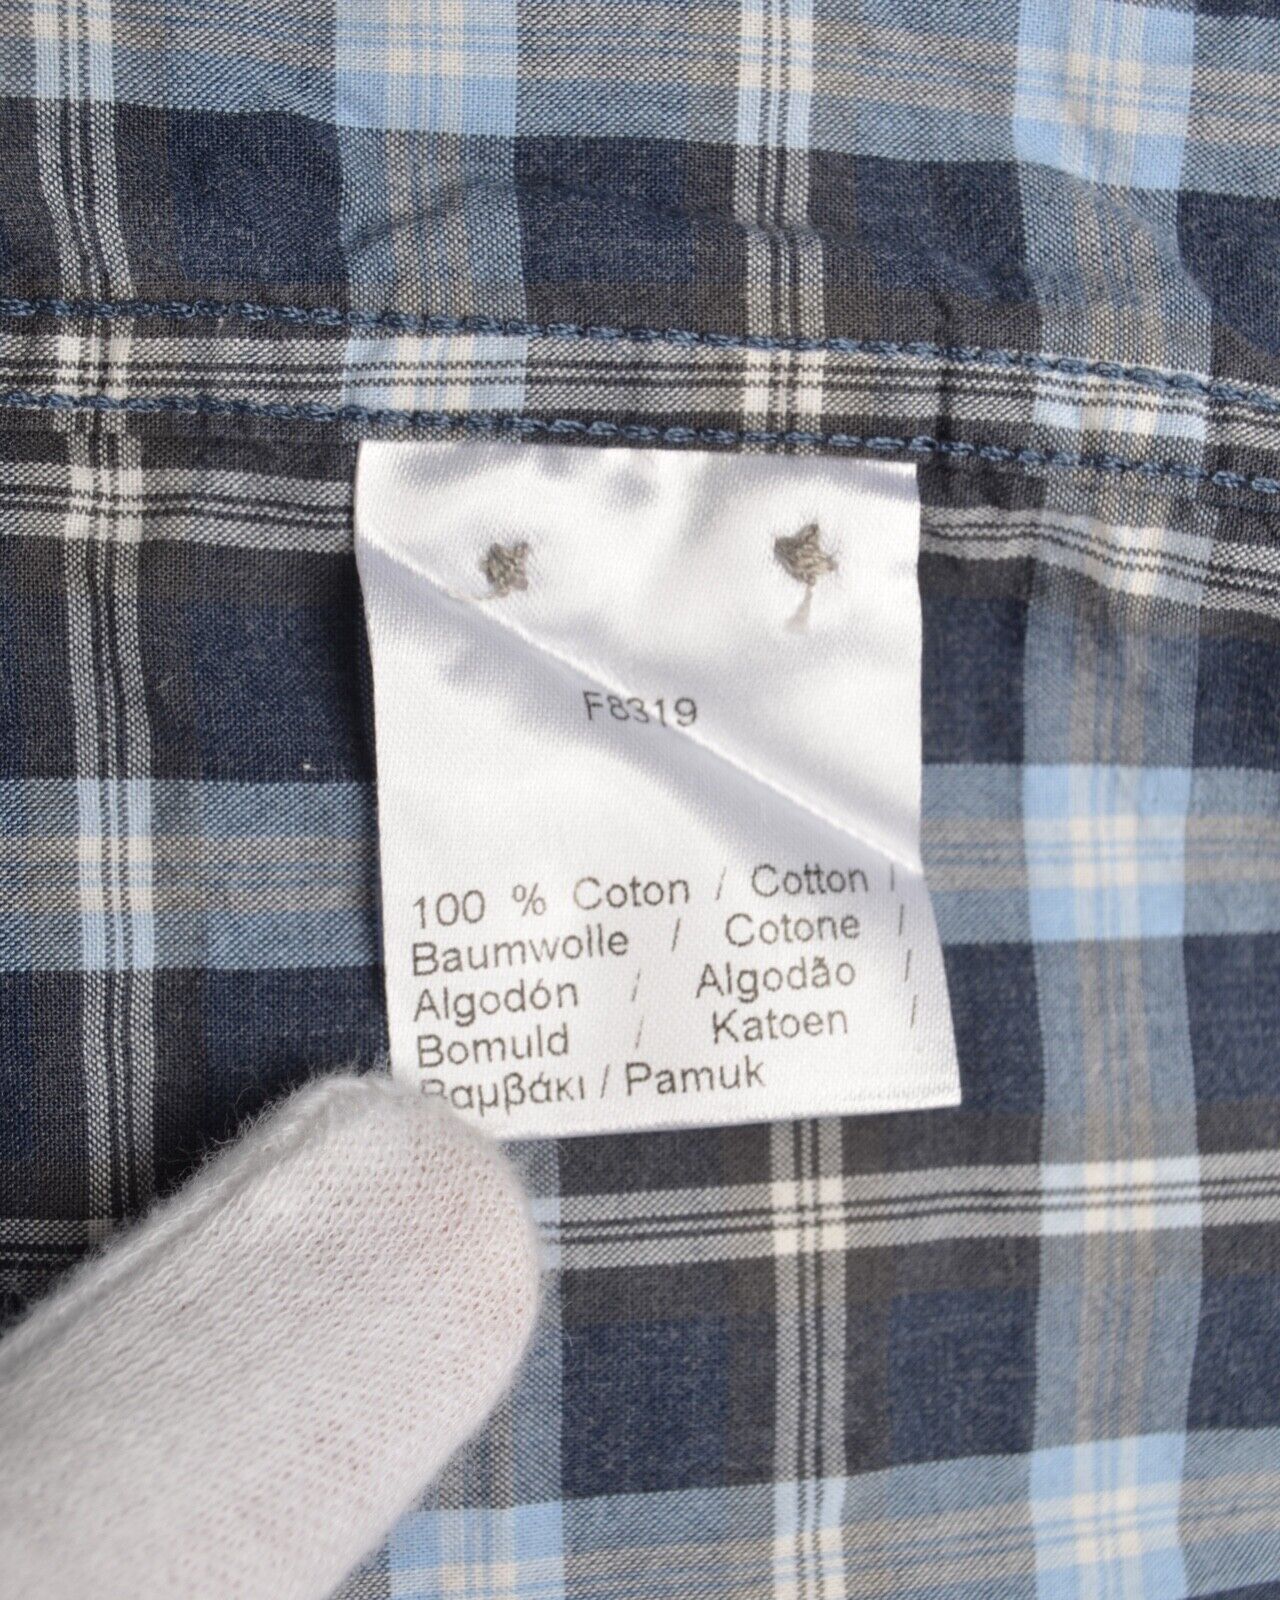 F8319
100 % Coton / Cotton /
Baumwolle / Cotone /
Algodón / Algodão /
Bomuld / Katoen /
Βαμβάκι / Pamuk